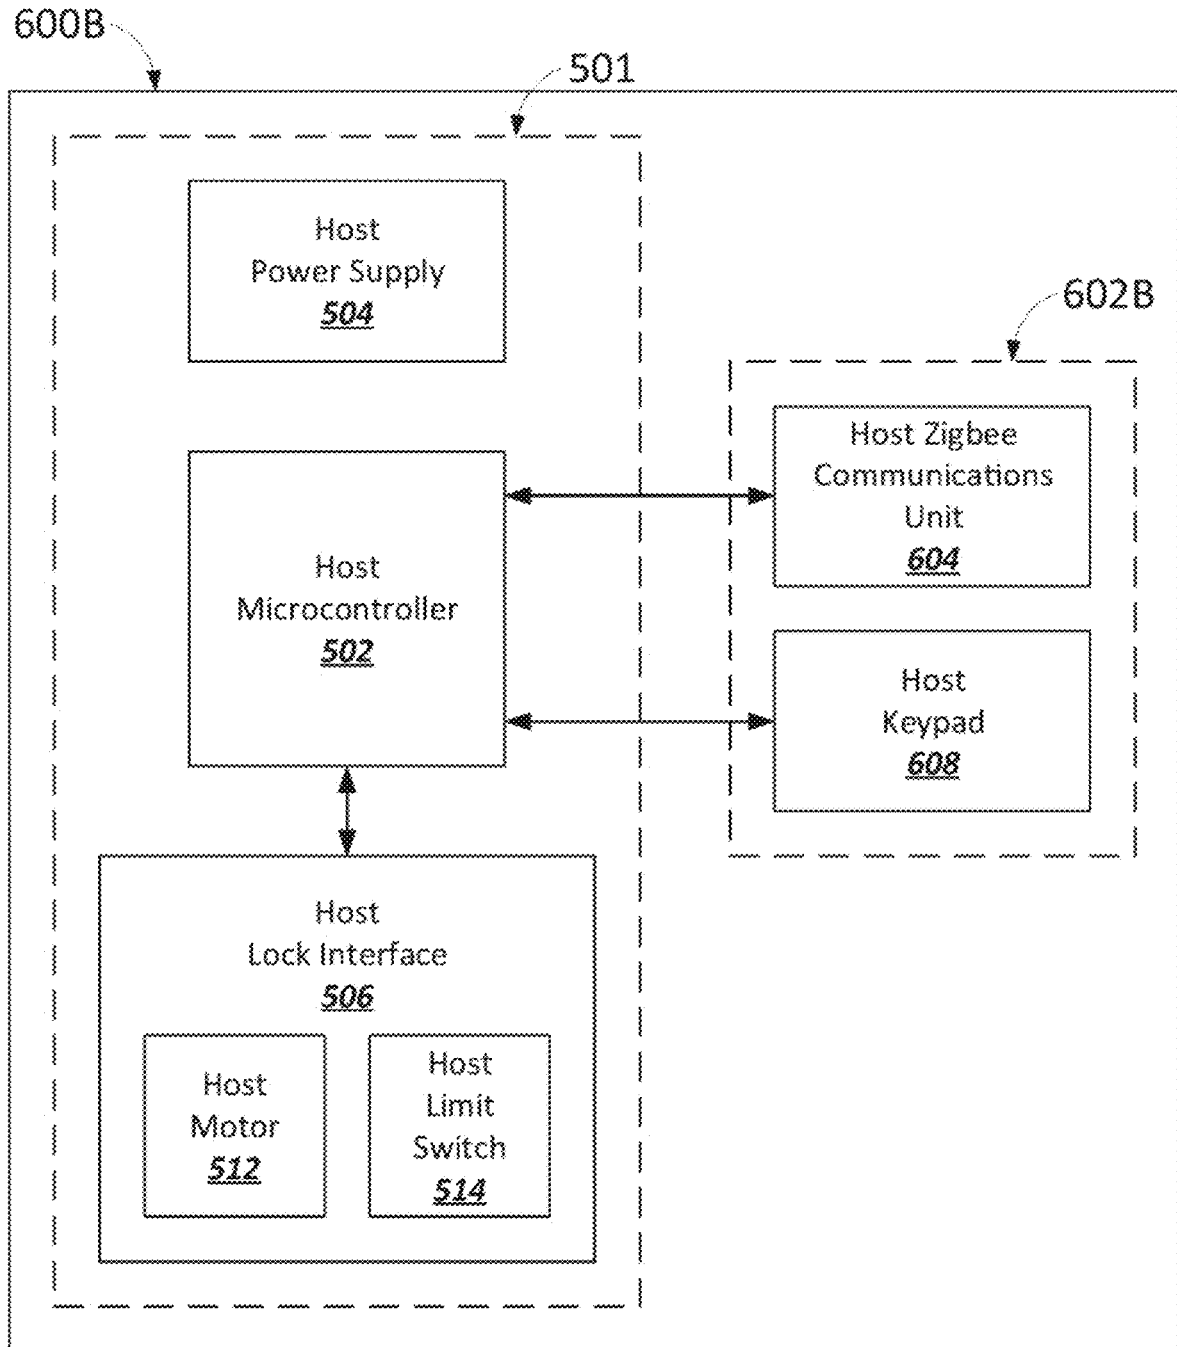 600B
501
Host
Power Supply
504
602B
Host Zigbee
Communications
Unit
604
Host
Microcontroller
502
Host
Keypad
608
Host
Lock Interface
506
Host
Motor
512
Host
Limit
Switch
514